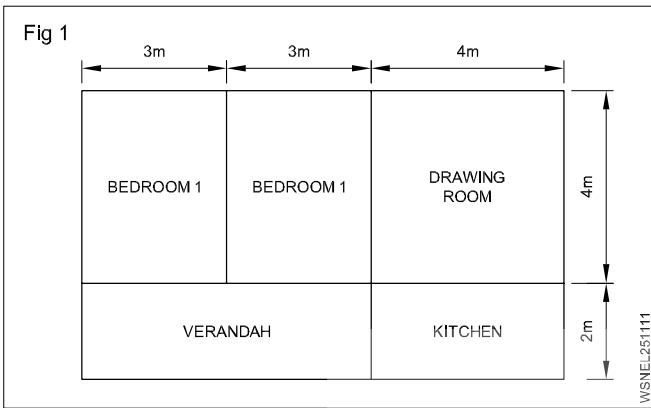 Fig 1
3m
3m
4m
BEDROOM 1
BEDROOM 1
DRAWING
ROOM
4m
VERANDAH
KITCHEN
2m
WSNEL251111